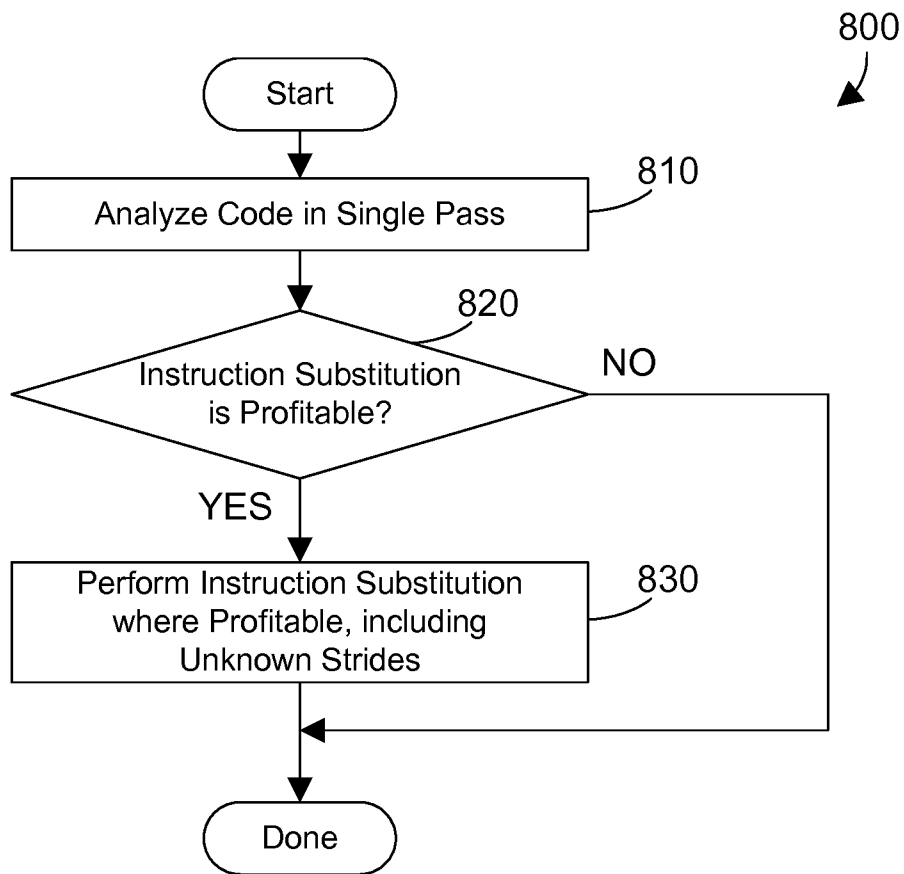 800
Start
810
Analyze Code in Single Pass
820
Instruction Substitution
is Profitable?
NO
YES
830
Perform Instruction Substitution
where Profitable, including
Unknown Strides
Done